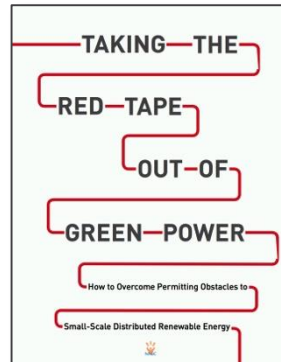 TAKING THE
RED TAPE
OUT OF
GREEN POWER
How to Overcome Permitting Obstacles to
Small-Scale Distributed Renewable Energy